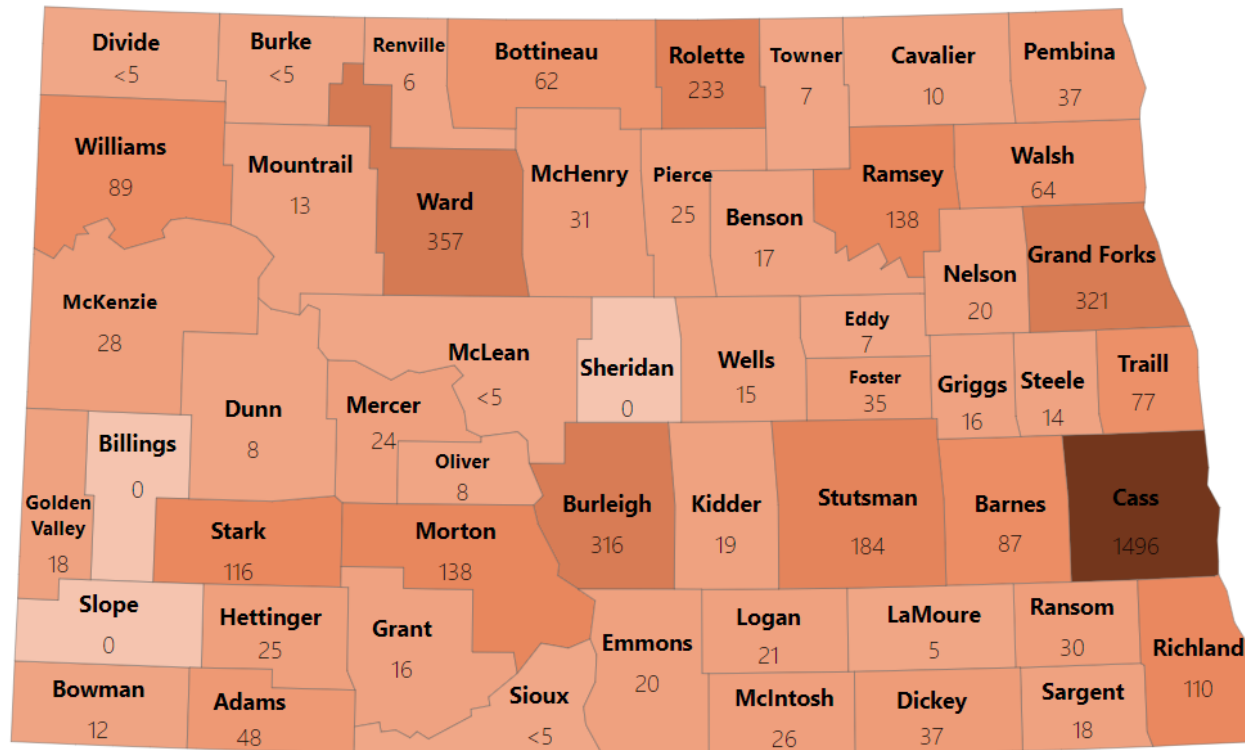 Divide
<5
Burke
<5
Renville
6
Bottineau
62
Rolette
233
Towner
7
Cavalier
10
Pembina
37
Williams
89
Mountrail
13
Ward
357
McHenry
31
Pierce
25
Benson
17
Ramsey
138
Walsh
64
Nelson
20
Grand Forks
321
McKenzie
28
Dunn
8
McLean
<5
Mercer
24
Oliver
8
Sheridan
0
Wells
15
Eddy
7
Foster
35
Griggs
16
Steele
14
Traill
77
Billings
0
Golden
Valley
18
Stark
116
Morton
138
Burleigh
316
Kidder
19
Stutsman
184
Barnes
87
Cass
1496
Slope
0
Hettinger
25
Grant
16
Emmons
20
Logan
21
LaMoure
5
Ransom
30
Richland
110
Bowman
12
Adams
48
Sioux
<5
McIntosh
26
Dickey
37
Sargent
18